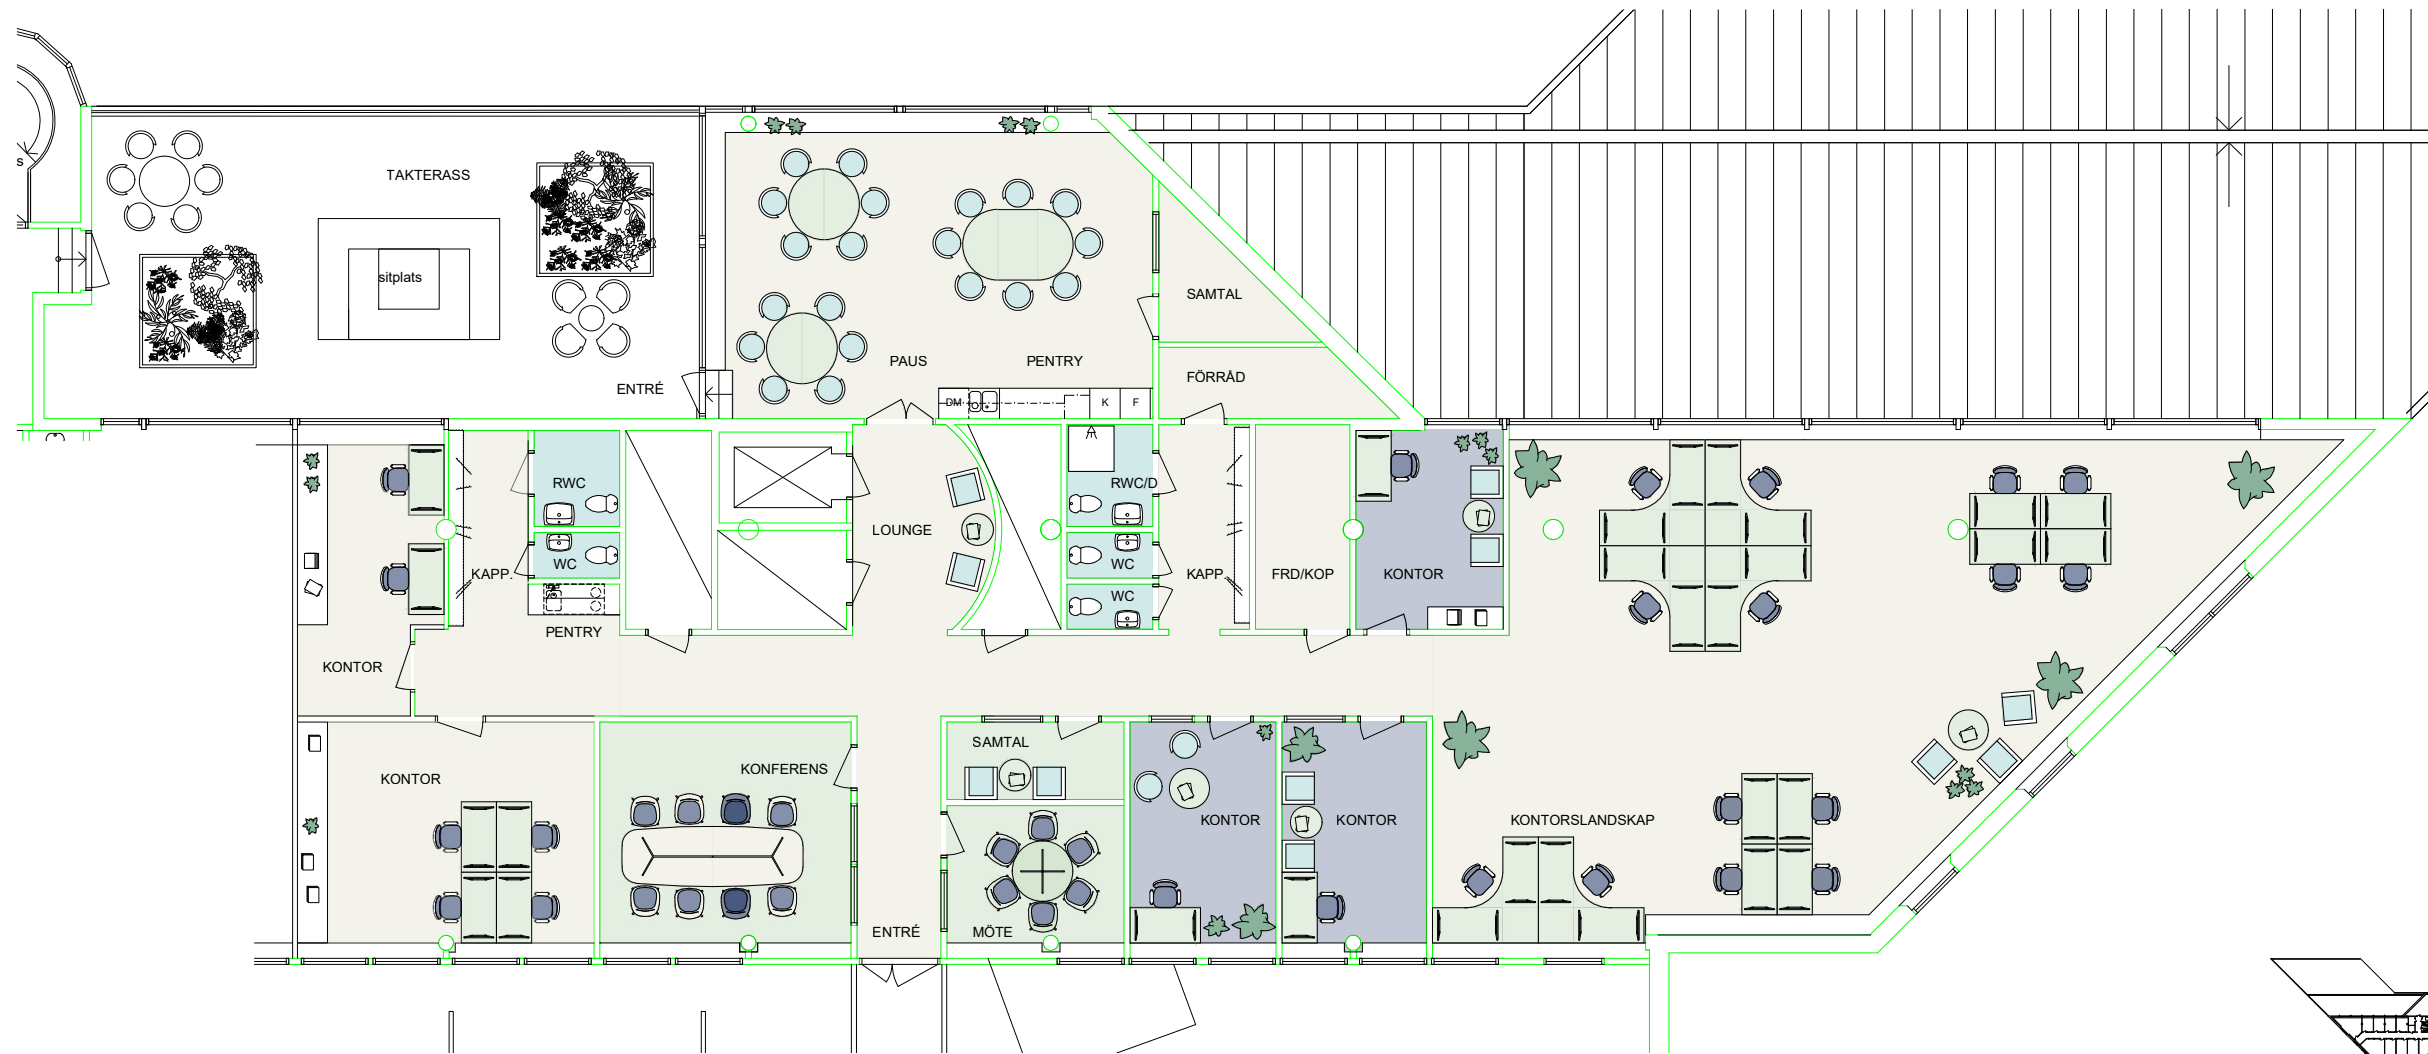 s
TAKTERASS
sitplats
SAMTAL
PAUS
PENTRY
FÖRRÅD
ENTRÉ
DM
K
F
RWC
RWC/D
LOUNGE
WC
WC
KAPP.
KAPP.
FRD/KOP
KONTOR
WC
PENTRY
KONTOR
SAMTAL
KONFERENS
KONTOR
KONTOR
KONTOR
KONTORSLANDSKAP
ENTRÉ
MÖTE